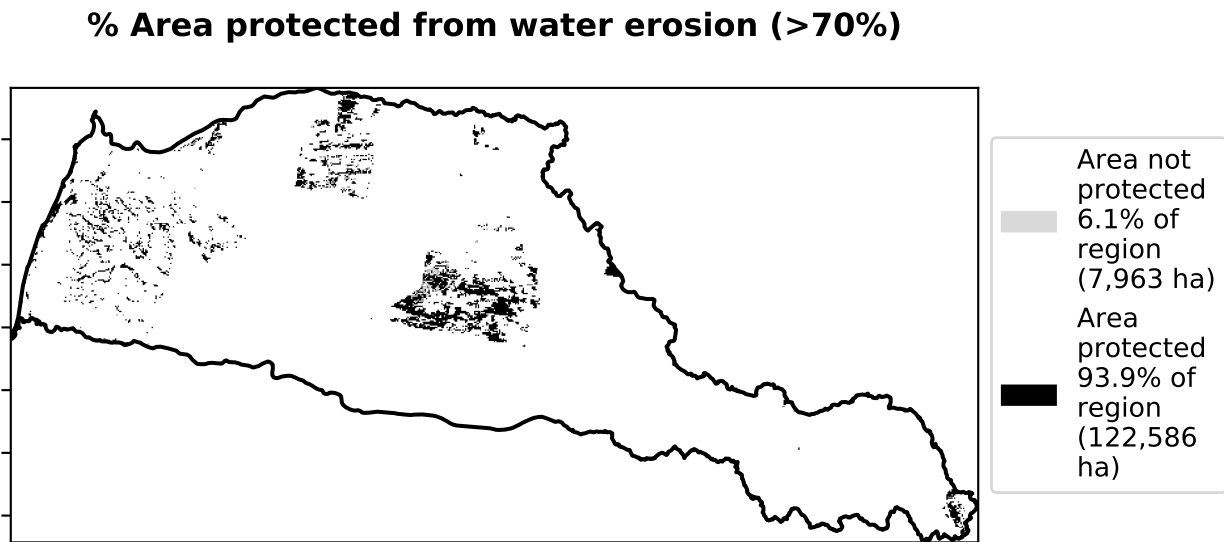 % Area protected from water erosion (>70%)
Area not
protected
6.1% of
region
(7,963 ha)
Area
protected
93.9% of
region
(122,586
ha)